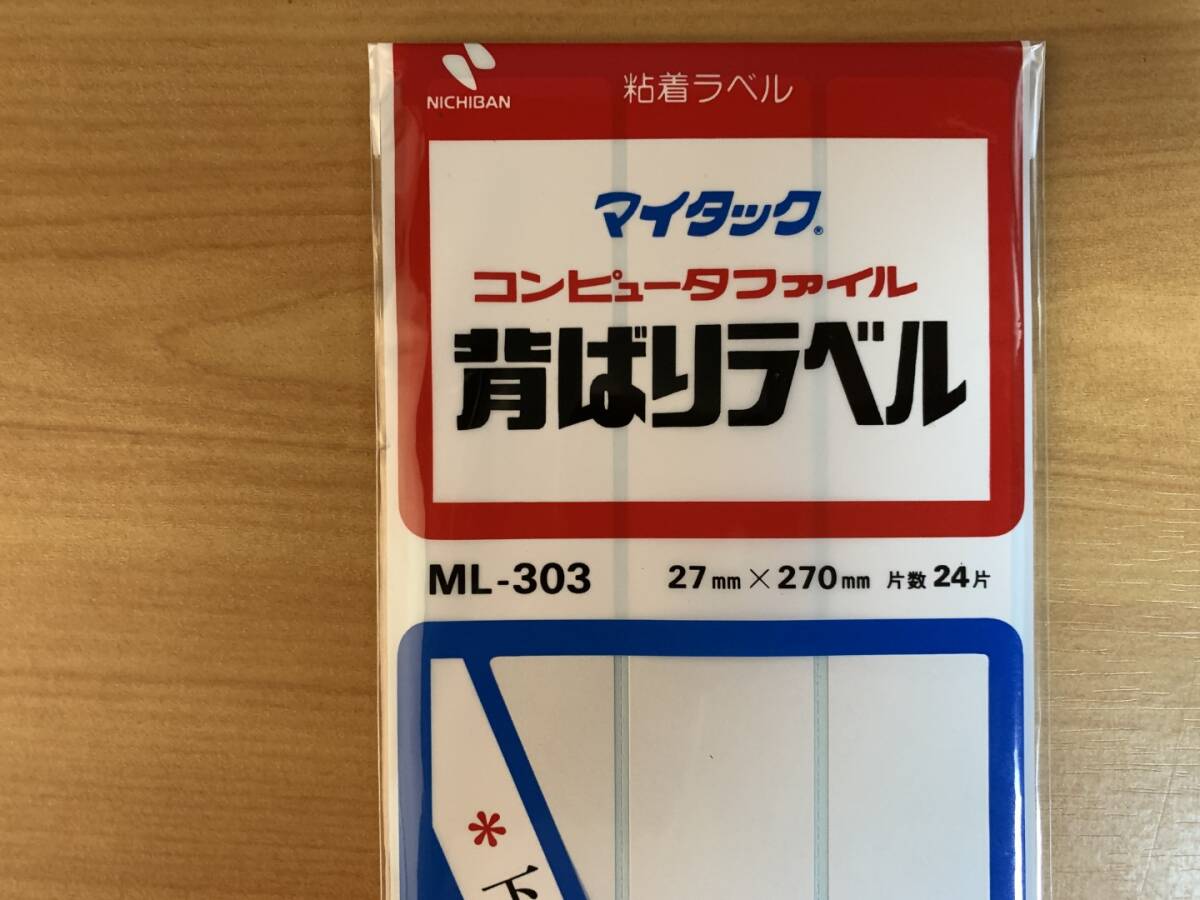 NICHIBAN
粘着ラベル
マイタック®
コンピュータファイル
背ばりラベル
ML-303 27mm×270mm 片数24片
*下